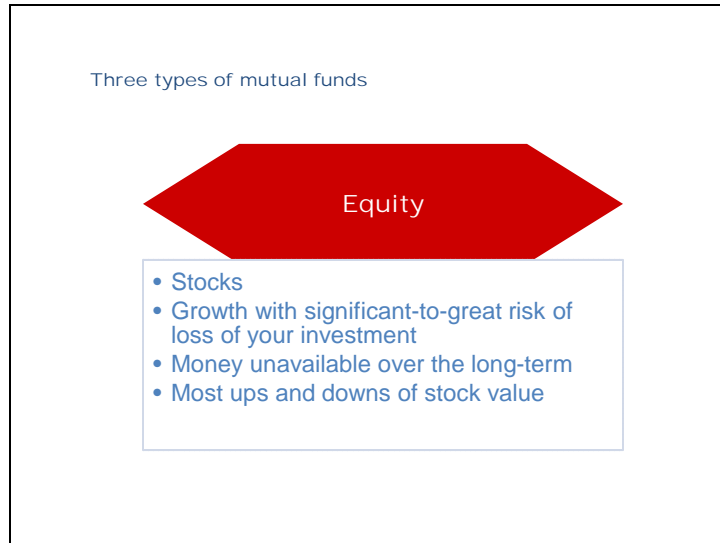 Three types of mutual funds
Equity
• Stocks
• Growth with significant-to-great risk of
loss of your investment
• Money unavailable over the long-term
• Most ups and downs of stock value